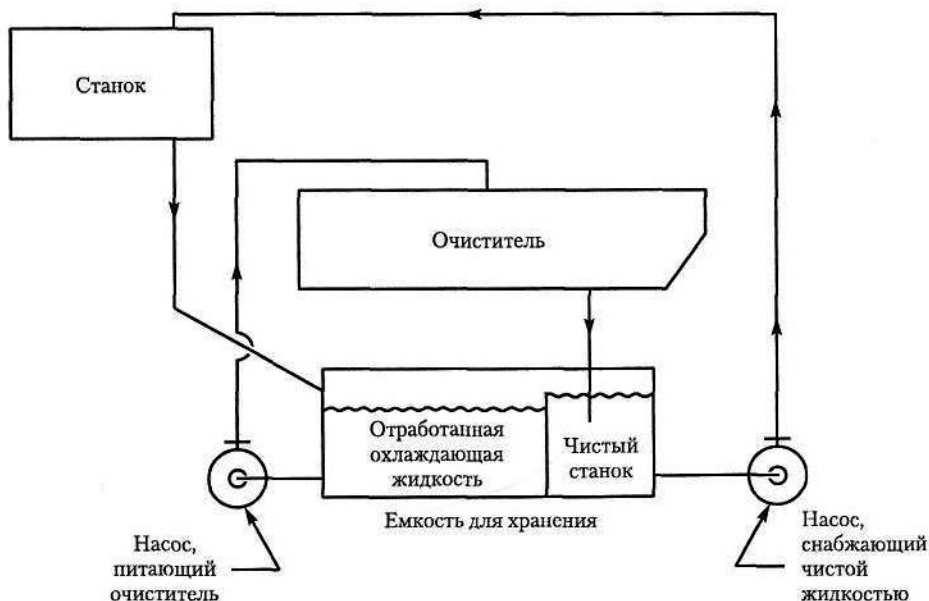 Станок
Очиститель
Отработанная
охлаждающая
жидкость
Чистый
станок
Емкость для хранения
Насос,
питающий
очиститель
Насос,
снабжающий
чистой
жидкостью